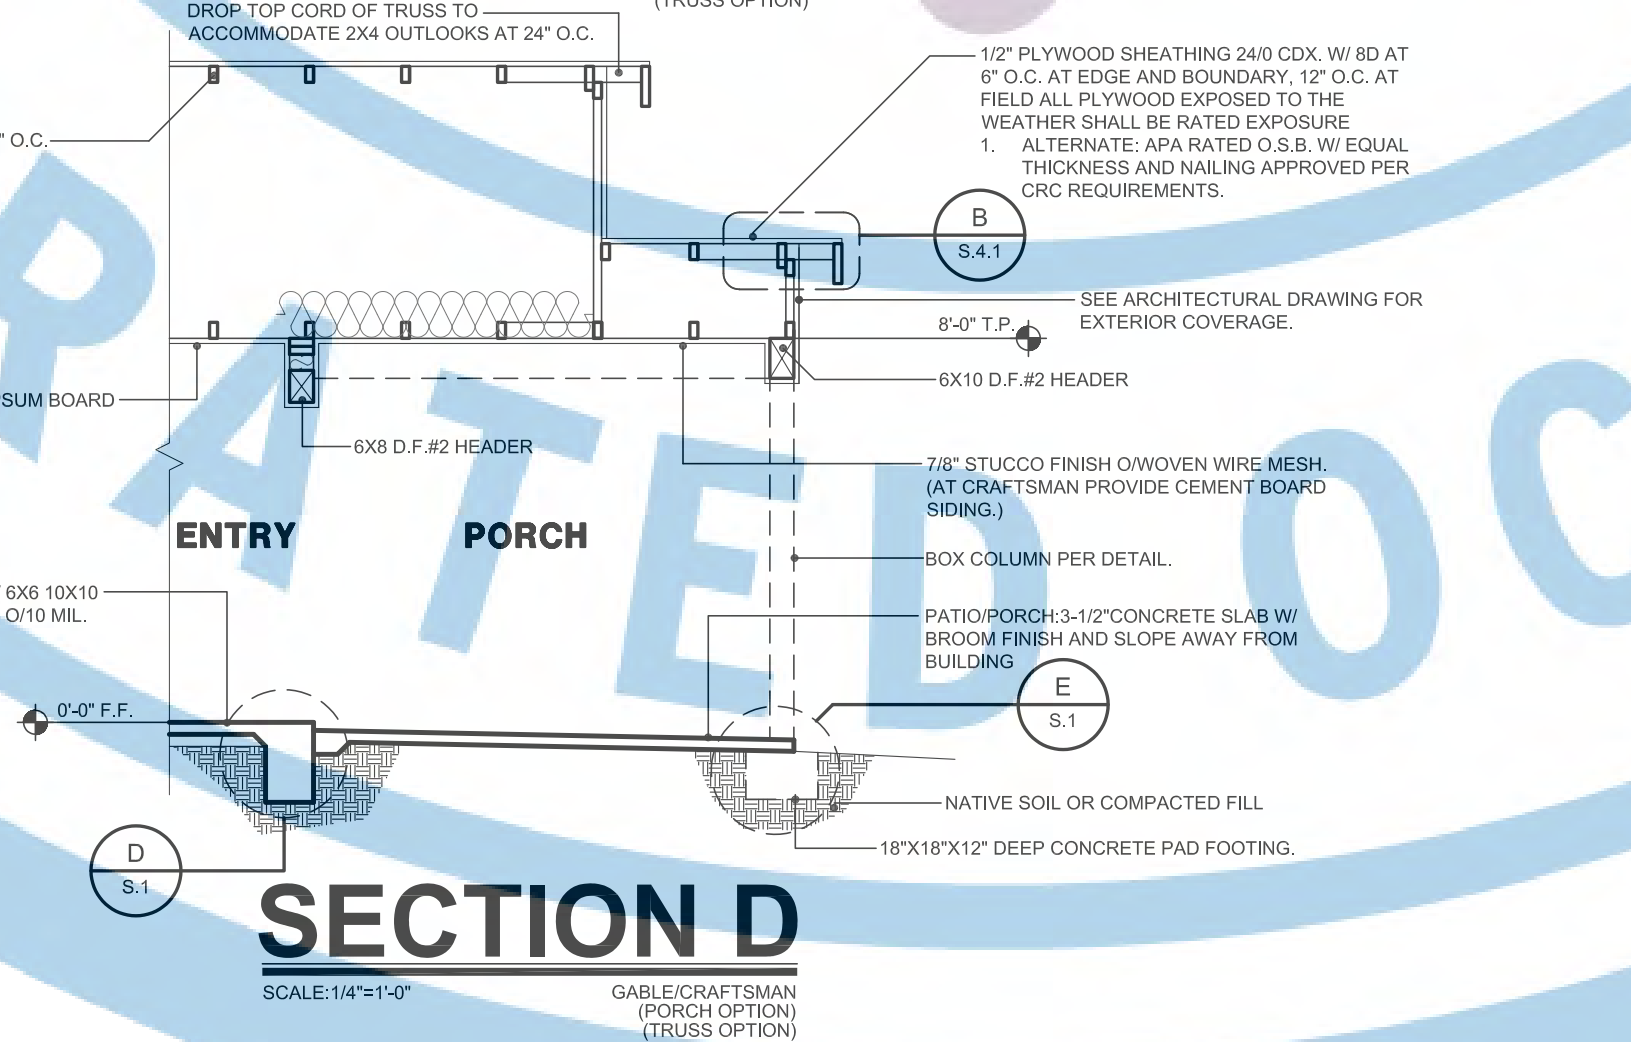 (TRUSS OPTION)
DROP TOP CORD OF TRUSS TO
ACCOMMODATE 2X4 OUTLOOKS AT 24" O.C.
1/2" PLYWOOD SHEATHING 24/0 CDX. W/ 8D AT
6" O.C. AT EDGE AND BOUNDARY, 12" O.C. AT
FIELD ALL PLYWOOD EXPOSED TO THE
WEATHER SHALL BE RATED EXPOSURE
1. ALTERNATE: APA RATED O.S.B. W/ EQUAL
THICKNESS AND NAILING APPROVED PER
CRC REQUIREMENTS.
" O.C.
B
S.4.1
SEE ARCHITECTURAL DRAWING FOR
EXTERIOR COVERAGE.
8'-0" T.P.
6X10 D.F.#2 HEADER
SUM BOARD
6X8 D.F.#2 HEADER
7/8" STUCCO FINISH O/WOVEN WIRE MESH.
(AT CRAFTSMAN PROVIDE CEMENT BOARD
SIDING.)
ENTRY
PORCH
BOX COLUMN PER DETAIL.
6X6 10X10
O/10 MIL.
PATIO/PORCH:3-1/2"CONCRETE SLAB W/
BROOM FINISH AND SLOPE AWAY FROM
BUILDING
E
S.1
0'-0" F.F.
NATIVE SOIL OR COMPACTED FILL
18"X18"X12" DEEP CONCRETE PAD FOOTING.
D
S.1
SECTION D
SCALE:1/4"=1'-0"
GABLE/CRAFTSMAN
(PORCH OPTION)
(TRUSS OPTION)
RATED OC